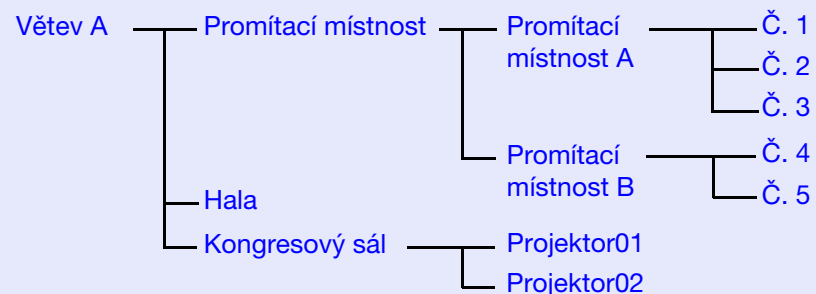 Větev A
Promítací místnost
Promítací
místnost A
Č. 1
Č. 2
Č. 3
Promítací
místnost B
Č. 4
Č. 5
Hala
Kongresový sál
Projektor01
Projektor02